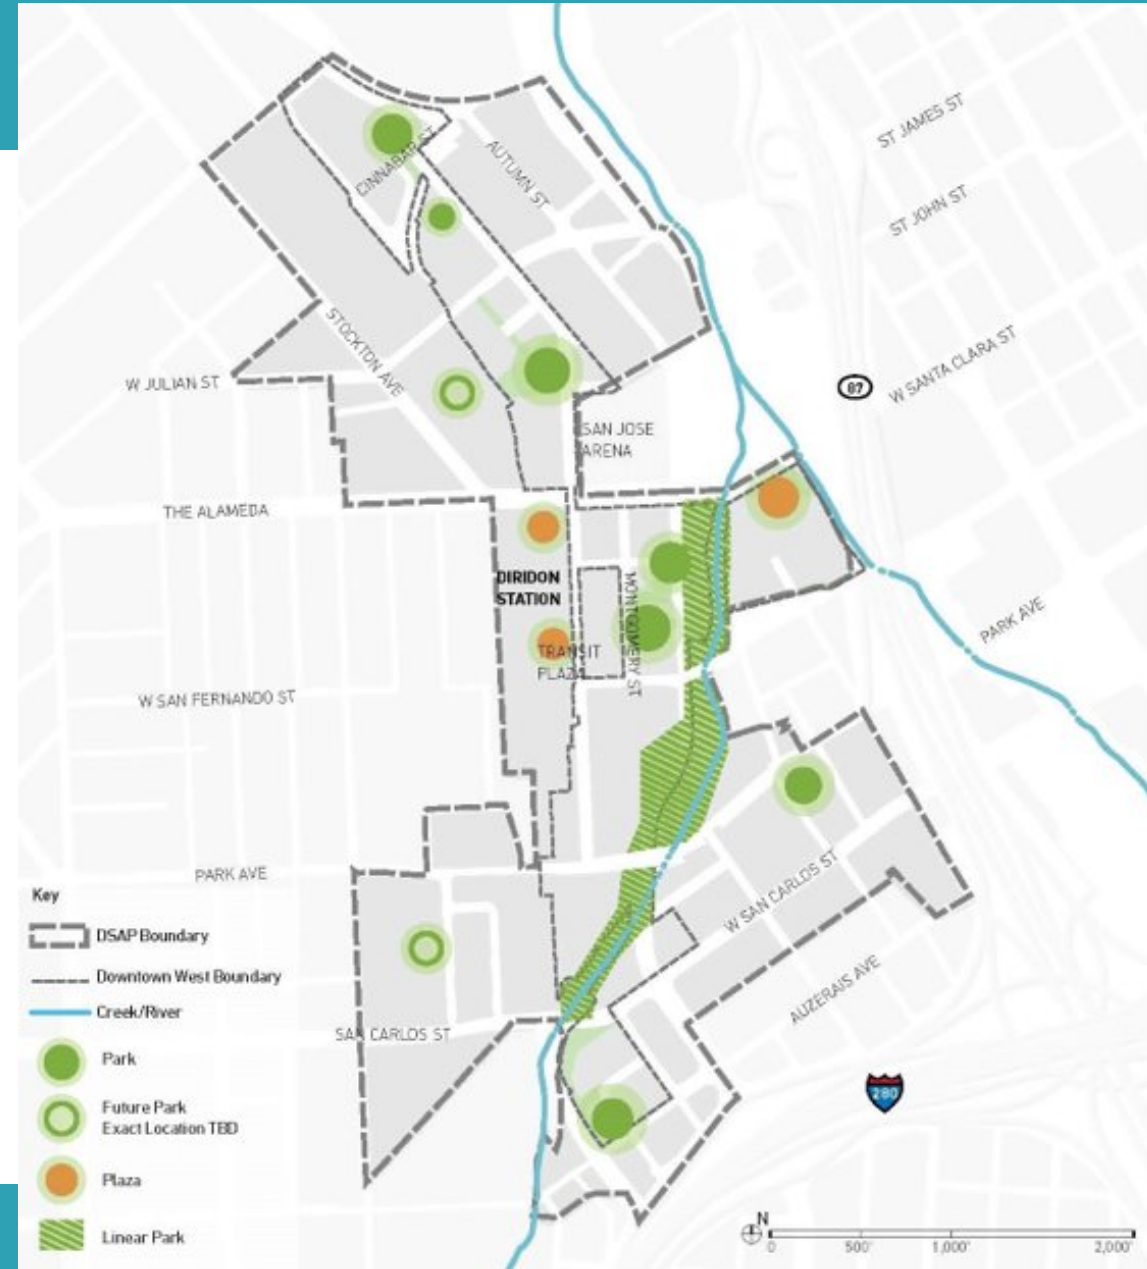 ST JAMES ST
CINNABAR ST
AUTUMN ST
ST JOHN ST
STOCKTON AVE
W SANTA CLARA ST
W JULIAN ST
87
SAN JOSE
ARENA
THE ALAMEDA
DIRIDON
STATION
MONTGOMERY ST
PARK AVE
TRANSIT
PLAZA
W SAN FERNANDO ST
PARK AVE
W SAN CARLOS ST
AUZERAIS AVE
SAN CARLOS ST
280
Key
DSAP Boundary
Downtown West Boundary
Creek/River
Park
Future Park
Exact Location TBD
Plaza
Linear Park
N
0 500' 1,000' 2,000'